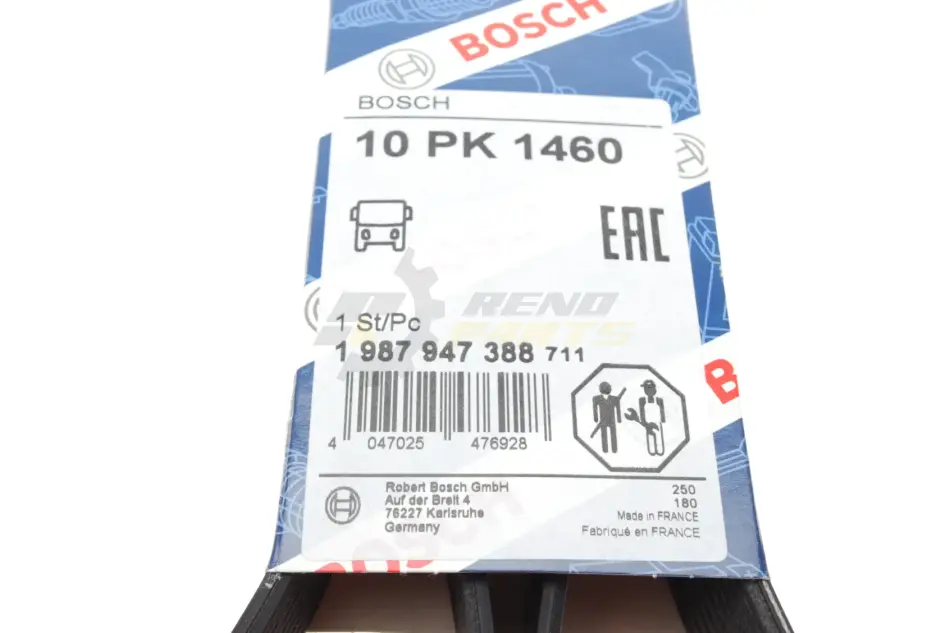 BOSCH
BOSCH
10 PK 1460
EAC
RENO
PARTS
1 St/Pc
1 987 947 388 711
4 047025 476928
B
Robert Bosch GmbH
Auf der Breit 4
76227 Karlsruhe
Germany
250
180
Made in FRANCE
Fabriqué en FRANCE
BOSCH